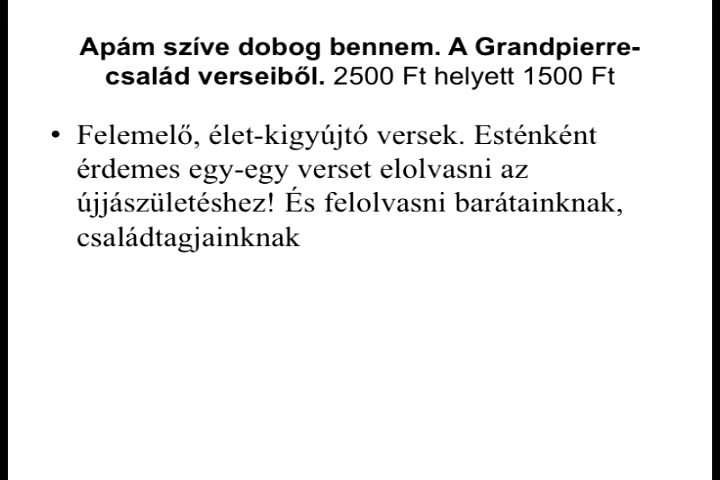 Apám szíve dobog bennem. A Grandpierre-
család verseiből. 2500 Ft helyett 1500 Ft
• Felemelő, élet-kigyújtó versek. Esténként
érdemes egy-egy verset elolvasni az
újjászületéshez! És felolvasni barátainknak,
családtagjainknak